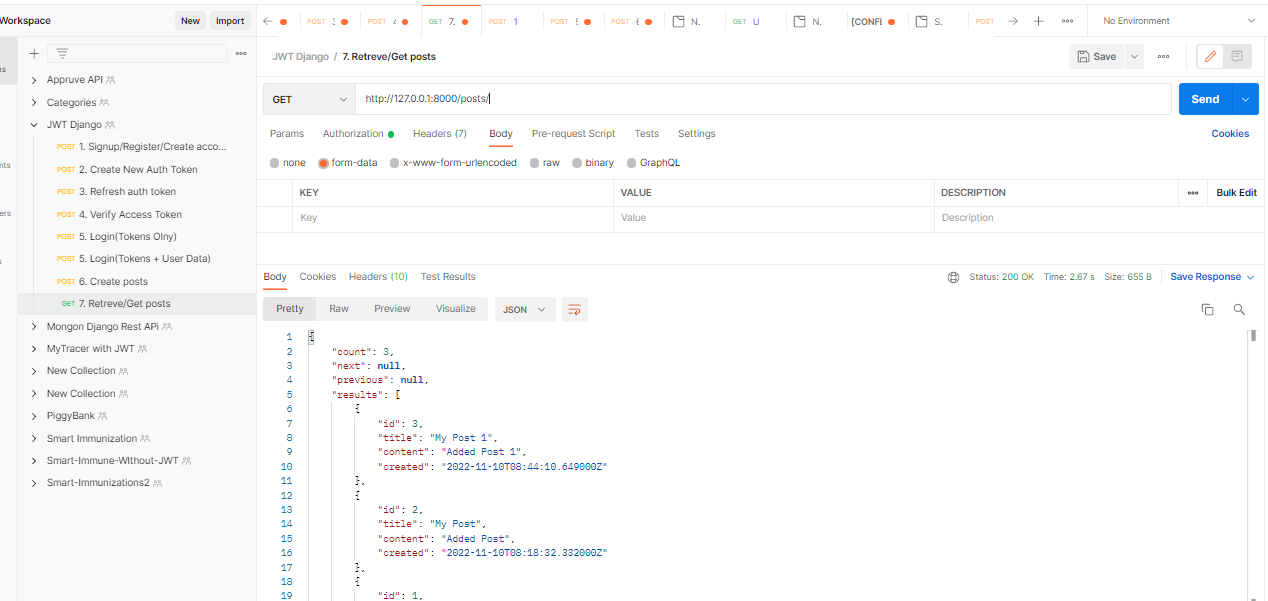 Workspace New Import POST 3 POST 4 GET 7. POST 1 POST 5 POST 6 N. GET U N. [CONFI S. POST No Environment
JWT Django / 7. Retreve/Get posts Save
GET http://127.0.0.1:8000/posts/ Send
Params Authorization Headers (7) Body Pre-request Script Tests Settings Cookies
none form-data x-www-form-urlencoded raw binary GraphQL
KEY VALUE DESCRIPTION Bulk Edit
Key Value Description
Appruve API
Categories
JWT Django
POST 1. Signup/Register/Create acco...
POST 2. Create New Auth Token
POST 3. Refresh auth token
POST 4. Verify Access Token
POST 5. Login(Tokens Olny)
POST 5. Login(Tokens + User Data)
POST 6. Create posts
GET 7. Retreve/Get posts
Mongon Django Rest APi
MyTracer with JWT
New Collection
New Collection
PiggyBank
Smart Immunization
Smart-Immune-WIthout-JWT
Smart-Immunizations2
Body Cookies Headers (10) Test Results Status: 200 OK Time: 2.67 s Size: 655 B Save Response
Pretty Raw Preview Visualize JSON
1 {
2 "count": 3,
3 "next": null,
4 "previous": null,
5 "results": [
6 {
7 "id": 3,
8 "title": "My Post 1",
9 "content": "Added Post 1",
10 "created": "2022-11-10T08:44:10.649000Z"
11 },
12 {
13 "id": 2,
14 "title": "My Post",
15 "content": "Added Post",
16 "created": "2022-11-10T08:18:32.332000Z"
17 },
18 {
19 "id": 1,